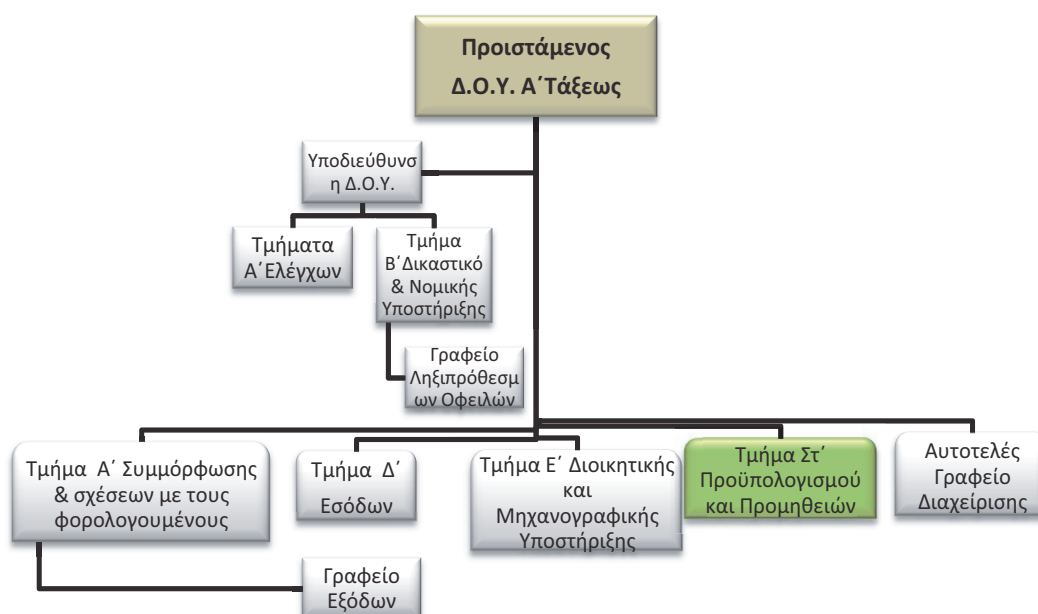 Προιστάμενος
Δ.Ο.Υ. Α΄Τάξεως
Υποδιεύθυνσ
η Δ.Ο.Υ.
Τμήματα
Α΄Ελέγχων
Τμήμα
Β΄Δικαστικό
& Νομικής
Υποστήριξης
Γραφείο
Ληξιπρόθεσμ
ων Οφειλών
Τμήμα Α΄ Συμμόρφωσης
& σχέσεων με τους
φορολογουμένους
Τμήμα Δ΄
Εσόδων
Τμήμα Ε΄ Διοικητικής
και
Μηχανογραφικής
Υποστήριξης
Τμήμα Στ΄
Προϋπολογισμού
και Προμηθειών
Αυτοτελές
Γραφείο
Διαχείρισης
Γραφείο
Εξόδων